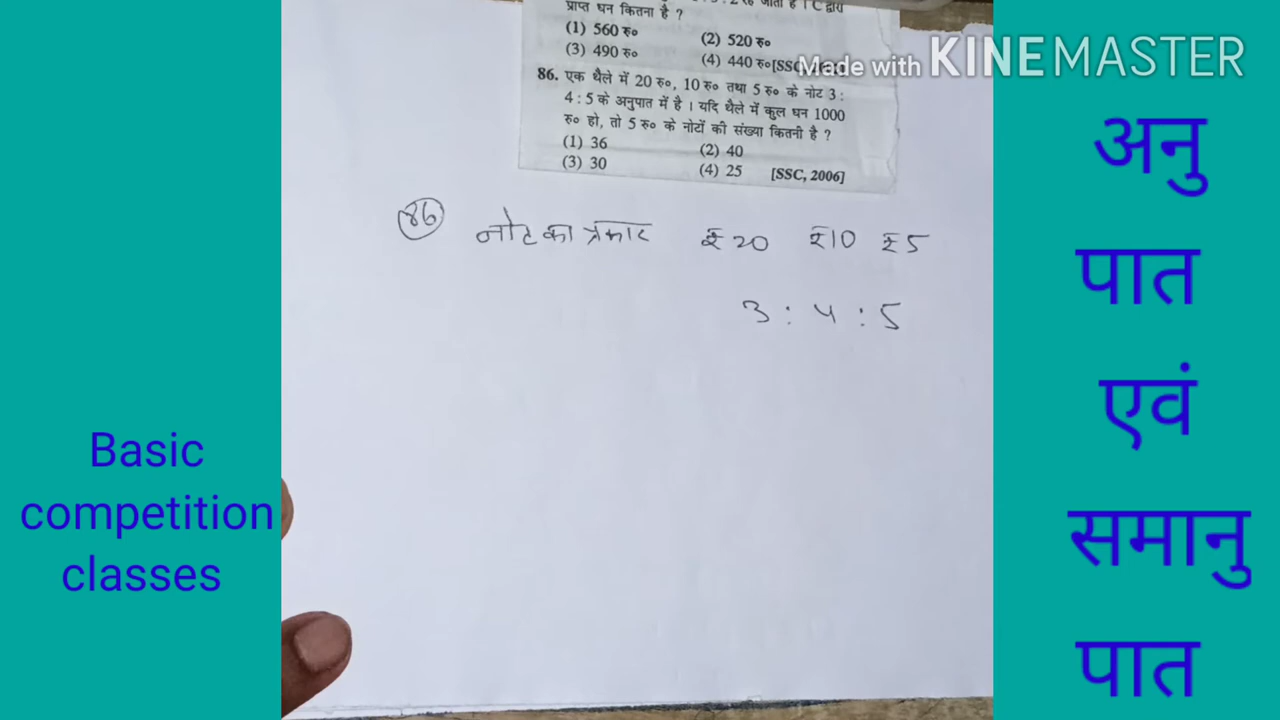 जाता है । C द्वारा
प्राप्त धन कितना है ?
(1) 560 रु० (2) 520 रु०
(3) 490 रु० (4) 440 रु० [SSC,
Made with KINEMASTER
86. एक थैले में 20 रु०, 10 रु० तथा 5 रु० के नोट 3 :
4 : 5 के अनुपात में है । यदि थैले में कुल धन 1000
रु० हो, तो 5 रु० के नोटों की संख्या कितनी है ?
(1) 36 (2) 40
(3) 30 (4) 25 [SSC, 2006]
86 नोट का प्रकार ₹20 ₹10 ₹5
3 : 4 : 5
Basic
competition
classes
अनु
पात
एवं
समानु
पात